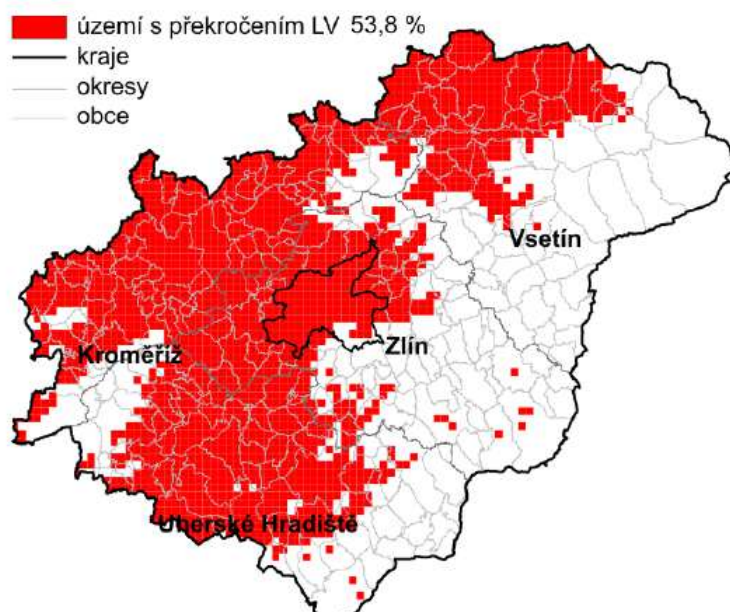 území s překročením LV 53,8 %
kraje
okresy
obce
Vsetín
Zlín
Kroměříž
Uherské Hradiště